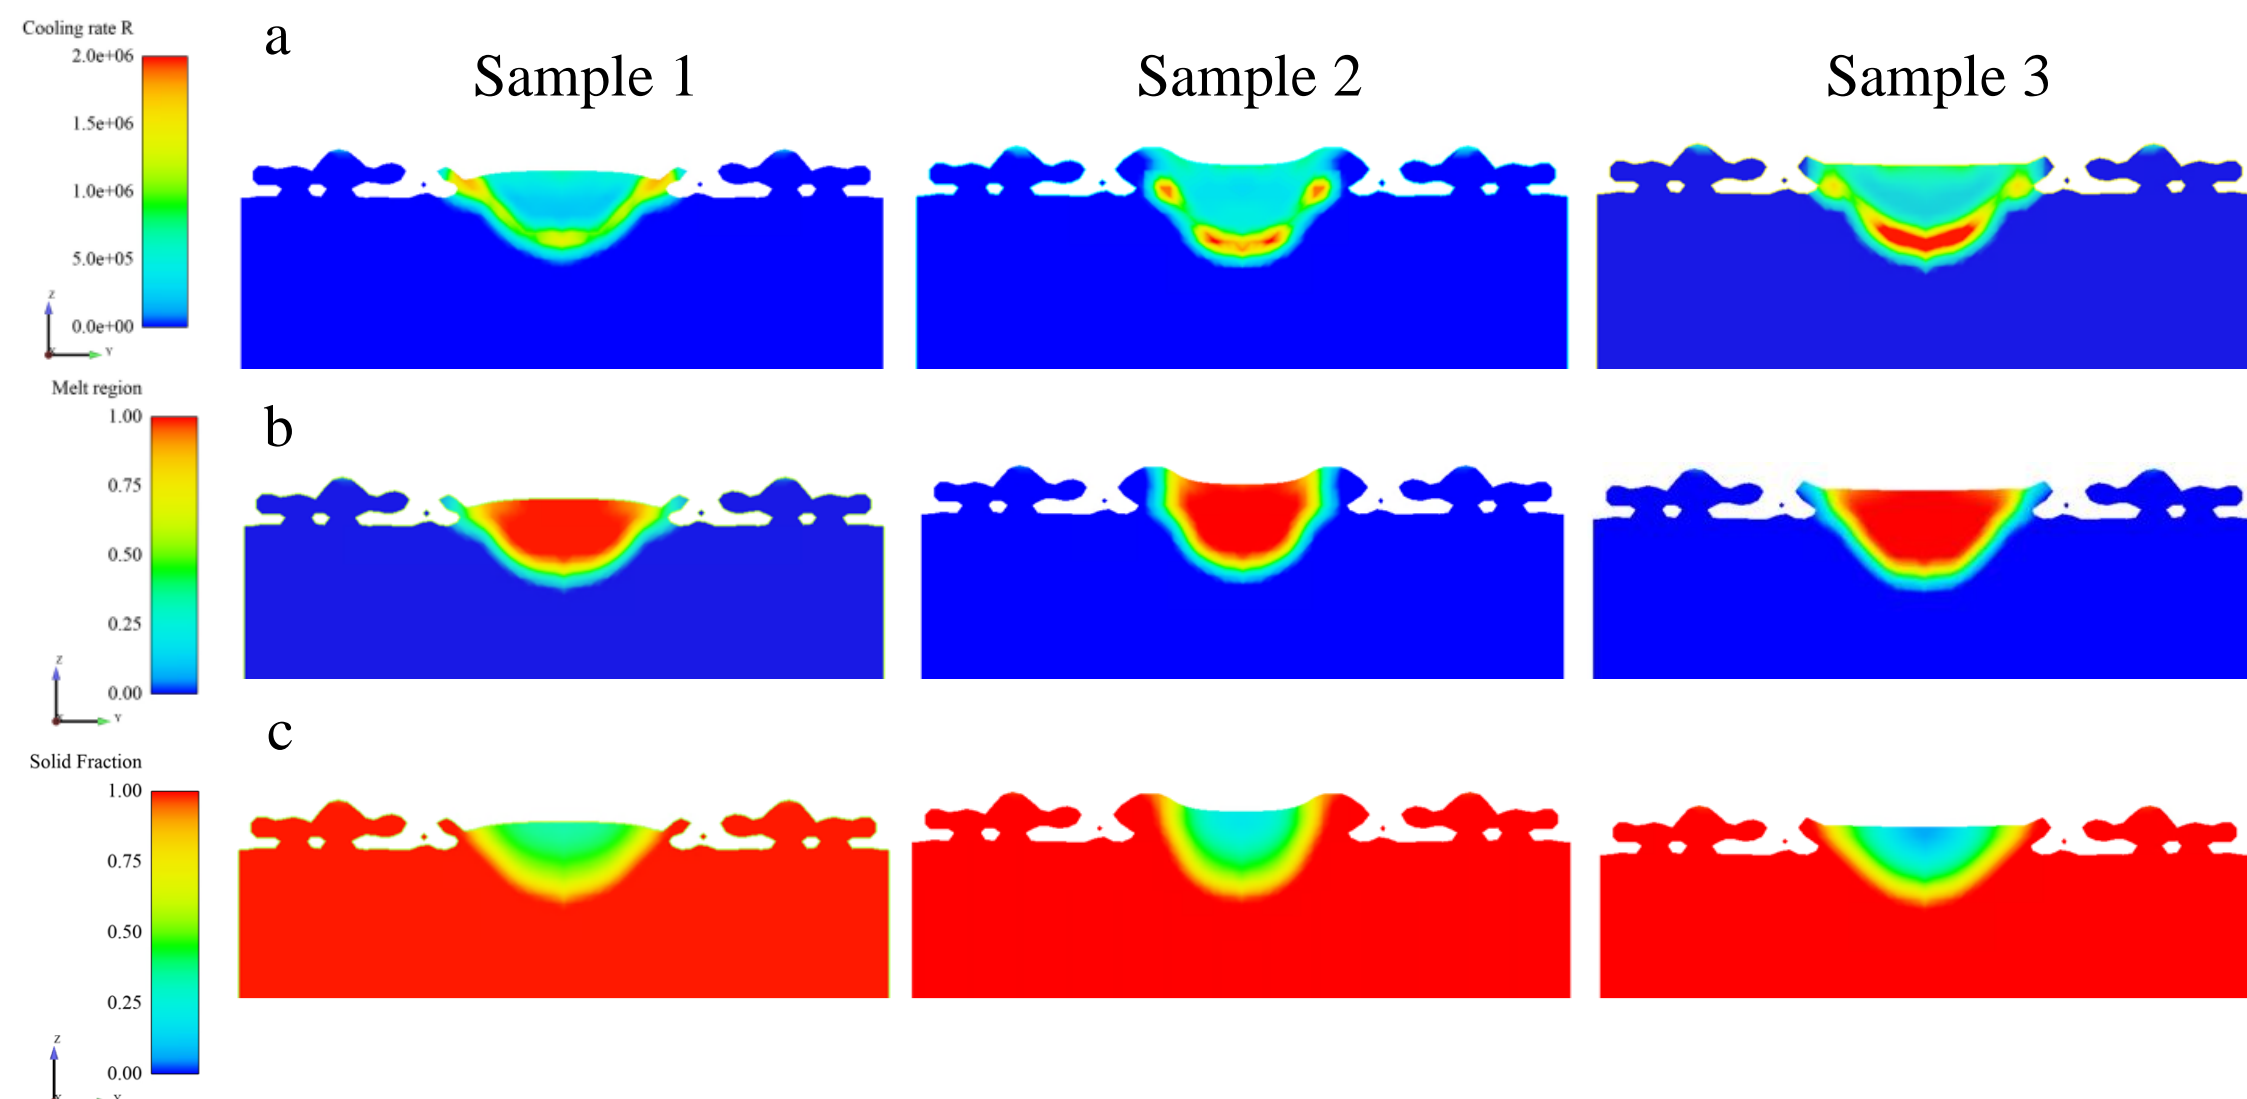 Cooling rate R
2.0e+06
1.5e+06
1.0e+06
5.0e+05
0.0e+00
Z
Y
a
Sample 1
Sample 2
Sample 3
Melt region
1.00
0.75
0.50
0.25
0.00
Z
Y
b
Solid Fraction
1.00
0.75
0.50
0.25
0.00
Z
c